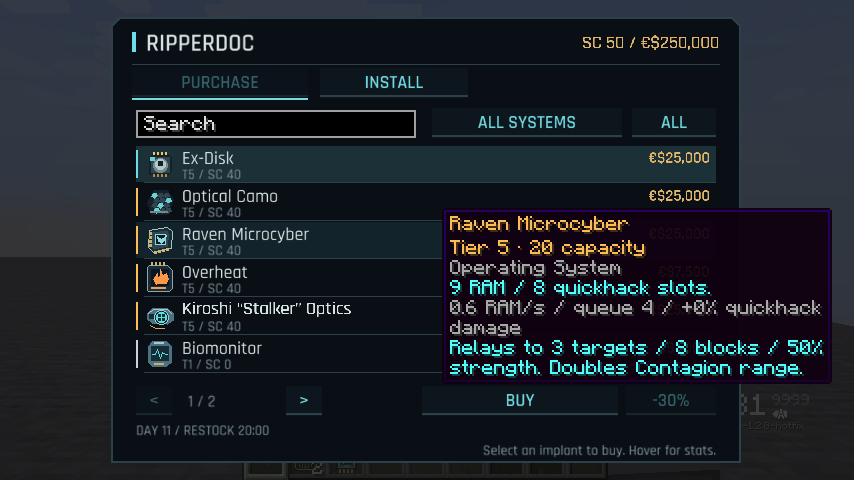 RIPPERDOC
SC 50 / €$250,000
PURCHASE
INSTALL
Search
ALL SYSTEMS
ALL
Ex-Disk
€$25,000
T5 / SC 40
Optical Camo
€$25,000
T5 / SC 40
Raven Microcyber
T5 / SC 40
Overheat
T5 / SC 40
Kiroshi “Stalker” Optics
T5 / SC 40
Biomonitor
T1 / SC 0
Raven Microcyber
Tier 5 · 20 capacity
Operating System
9 RAM / 8 quickhack slots.
0.6 RAM/s / queue 4 / +0% quickhack
damage
Relays to 3 targets / 8 blocks / 50%
strength. Doubles Contagion range.
<
1 / 2
>
BUY
-30%
DAY 11 / RESTOCK 20:00
Select an implant to buy. Hover for stats.
9999